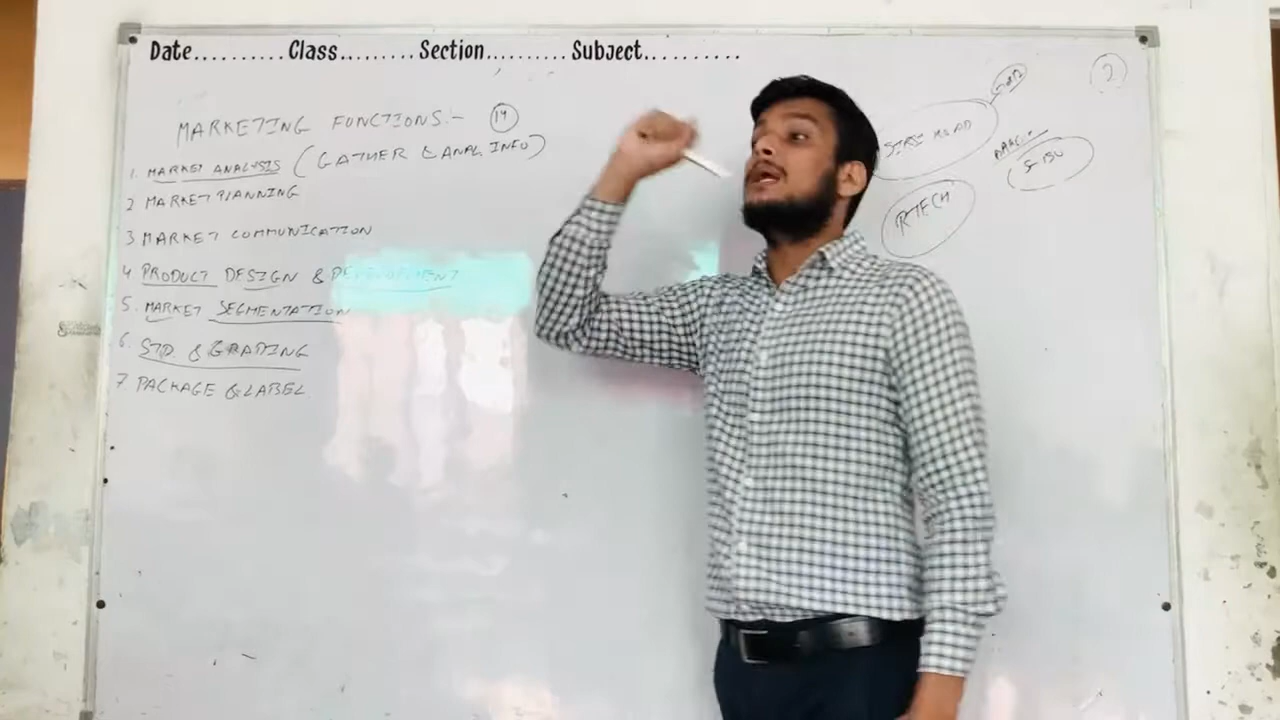 Date.......... Class......... Section.......... Subject..........
MARKETING FUNCTIONS:- 14
1. MARKET ANALYSIS (GATHER & ANAL. INFO)
2 MARKET PLANNING
3 MARKET COMMUNICATION
4 PRODUCT DESIGN & DEVELOPMENT
5. MARKET SEGMENTATION
6. STD. & GRADING
7 PACKAGE & LABEL
2